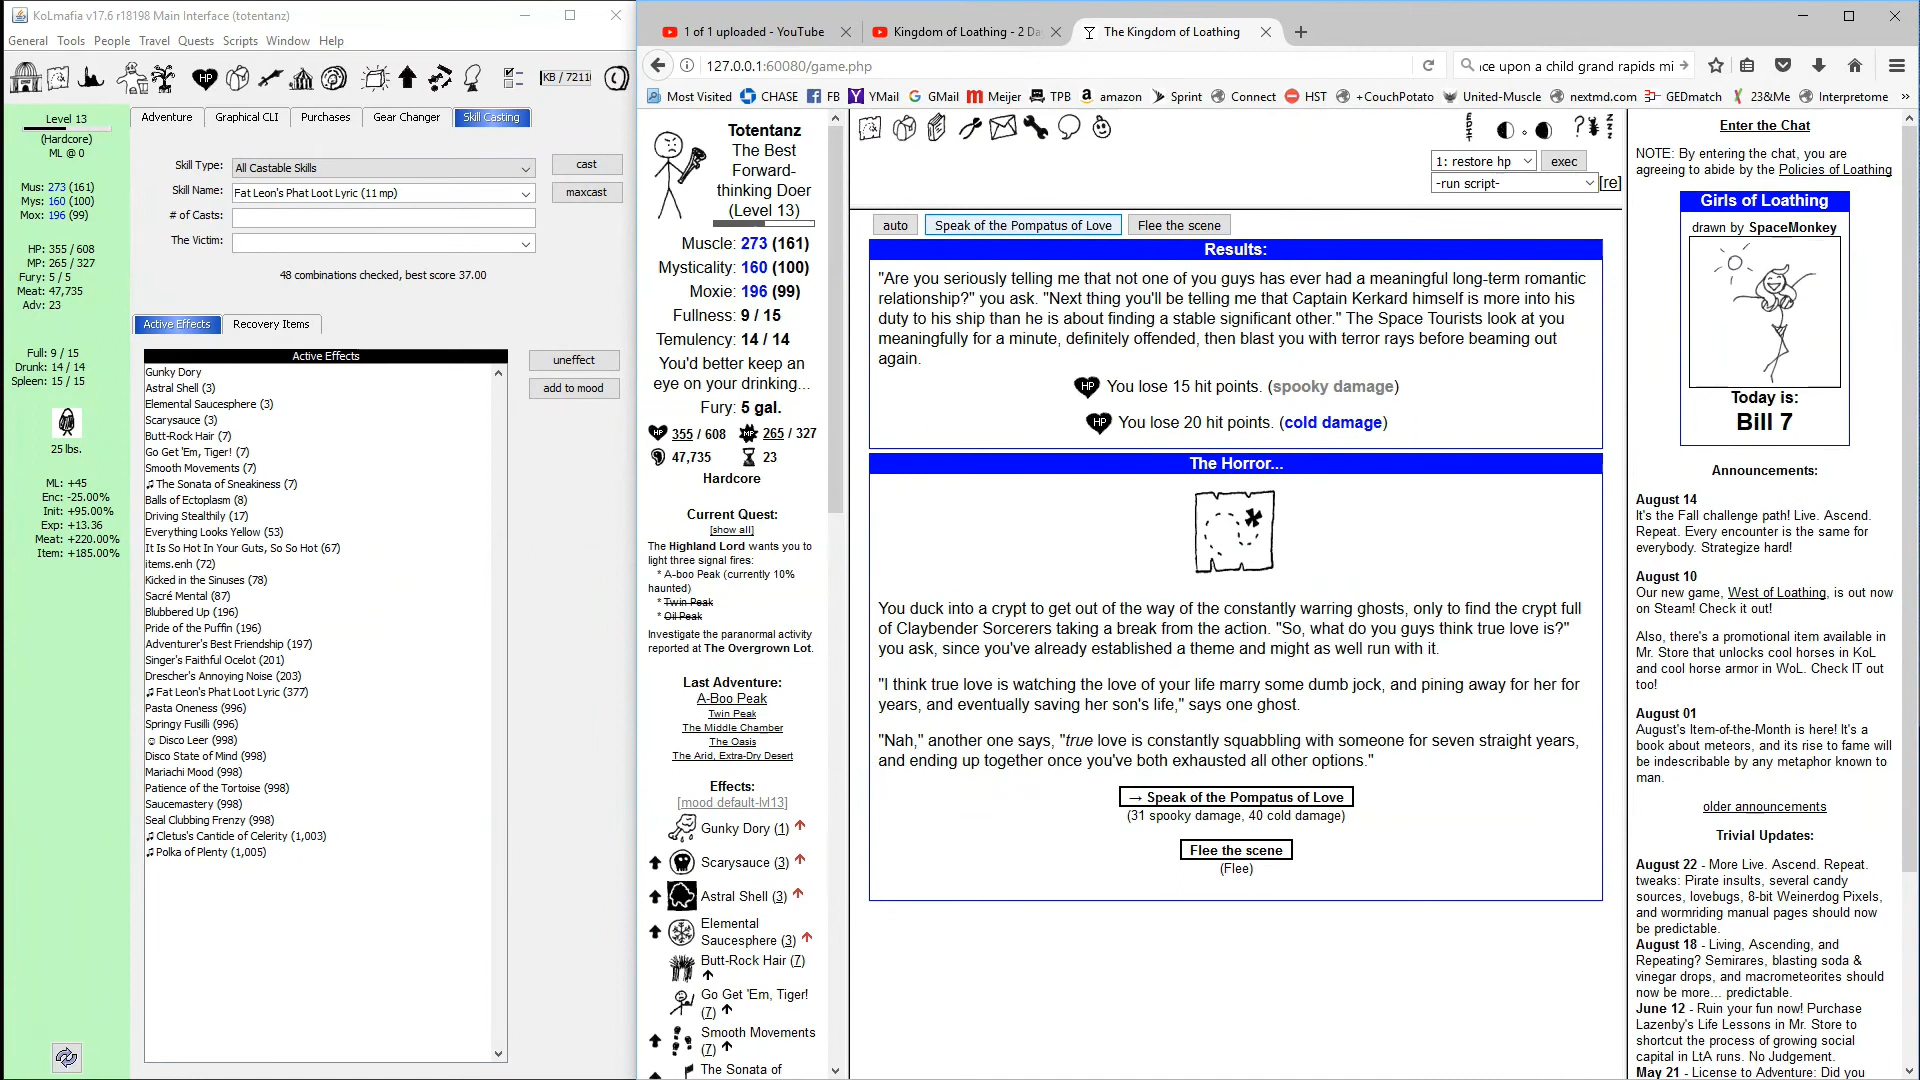 KoLmafia v17.6 r18198 Main Interface (totentanz)
General Tools People Travel Quests Scripts Window Help
HP
KB / 7211
Level 13
(Hardcore)
ML @ 0
Mus: 273 (161)
Mys: 160 (100)
Mox: 196 (99)
HP: 355 / 608
MP: 265 / 327
Fury: 5 / 5
Meat: 47,735
Adv: 23
Full: 9 / 15
Drunk: 14 / 14
Spleen: 15 / 15
25 lbs.
ML: +45
Enc: -25.00%
Init: +95.00%
Exp: +13.36
Meat: +220.00%
Item: +185.00%
Adventure Graphical CLI Purchases Gear Changer Skill Casting
Skill Type: All Castable Skills cast
Skill Name: Fat Leon's Phat Loot Lyric (11 mp) maxcast
# of Casts:
The Victim:
48 combinations checked, best score 37.00
Active Effects Recovery Items
Active Effects
uneffect
add to mood
Gunky Dory
Astral Shell (3)
Elemental Saucesphere (3)
Scarysauce (3)
Butt-Rock Hair (7)
Go Get 'Em, Tiger! (7)
Smooth Movements (7)
♫ The Sonata of Sneakiness (7)
Balls of Ectoplasm (8)
Driving Stealthily (17)
Everything Looks Yellow (53)
It Is So Hot In Your Guts, So So Hot (67)
items.enh (72)
Kicked in the Sinuses (78)
Sacré Mental (87)
Blubbered Up (196)
Pride of the Puffin (196)
Adventurer's Best Friendship (197)
Singer's Faithful Ocelot (201)
Drescher's Annoying Noise (203)
♫ Fat Leon's Phat Loot Lyric (377)
Pasta Oneness (996)
Springy Fusilli (996)
☺ Disco Leer (998)
Disco State of Mind (998)
Mariachi Mood (998)
Patience of the Tortoise (998)
Saucemastery (998)
Seal Clubbing Frenzy (998)
♫ Cletus's Canticle of Celerity (1,003)
♫ Polka of Plenty (1,005)
1 of 1 uploaded - YouTube
Kingdom of Loathing - 2 Da
The Kingdom of Loathing
127.0.0.1:60080/game.php
ce upon a child grand rapids mi
Most Visited CHASE FB YMail GMail Meijer TPB amazon Sprint Connect HST +CouchPotato United-Muscle nextmd.com GEDmatch 23&Me Interpretome »
Totentanz
The Best
Forward-
thinking Doer
(Level 13)
Muscle: 273 (161)
Mysticality: 160 (100)
Moxie: 196 (99)
Fullness: 9 / 15
Temulency: 14 / 14
You'd better keep an
eye on your drinking...
Fury: 5 gal.
355 / 608 265 / 327
47,735 23
Hardcore
Current Quest:
[show all]
The Highland Lord wants you to
light three signal fires:
* A-boo Peak (currently 10%
haunted)
* Twin Peak
* Oil Peak
Investigate the paranormal activity
reported at The Overgrown Lot.
Last Adventure:
A-Boo Peak
Twin Peak
The Middle Chamber
The Oasis
The Arid, Extra-Dry Desert
Effects:
[mood default-lvl13]
Gunky Dory (1)
Scarysauce (3)
Astral Shell (3)
Elemental
Saucesphere (3)
Butt-Rock Hair (7)
Go Get 'Em, Tiger!
(7)
Smooth Movements
(7)
The Sonata of
1: restore hp exec
-run script- [re]
auto Speak of the Pompatus of Love Flee the scene
Results:
"Are you seriously telling me that not one of you guys has ever had a meaningful long-term romantic
relationship?" you ask. "Next thing you'll be telling me that Captain Kerkard himself is more into his
duty to his ship than he is about finding a stable significant other." The Space Tourists look at you
meaningfully for a minute, definitely offended, then blast you with terror rays before beaming out
again.
You lose 15 hit points. (spooky damage)
You lose 20 hit points. (cold damage)
The Horror...
You duck into a crypt to get out of the way of the constantly warring ghosts, only to find the crypt full
of Claybender Sorcerers taking a break from the action. "So, what do you guys think true love is?"
you ask, since you've already established a theme and might as well run with it.
"I think true love is watching the love of your life marry some dumb jock, and pining away for her for
years, and eventually saving her son's life," says one ghost.
"Nah," another one says, "true love is constantly squabbling with someone for seven straight years,
and ending up together once you've both exhausted all other options."
→ Speak of the Pompatus of Love
(31 spooky damage, 40 cold damage)
Flee the scene
(Flee)
Enter the Chat
NOTE: By entering the chat, you are
agreeing to abide by the Policies of Loathing
Girls of Loathing
drawn by SpaceMonkey
Today is:
Bill 7
Announcements:
August 14
It's the Fall challenge path! Live. Ascend.
Repeat. Every encounter is the same for
everybody. Strategize hard!
August 10
Our new game, West of Loathing, is out now
on Steam! Check it out!
Also, there's a promotional item available in
Mr. Store that unlocks cool horses in KoL
and cool horse armor in WoL. Check IT out
too!
August 01
August's Item-of-the-Month is here! It's a
book about meteors, and its rise to fame will
be indescribable by any metaphor known to
man.
older announcements
Trivial Updates:
August 22 - More Live. Ascend. Repeat.
tweaks: Pirate insults, several candy
sources, lovebugs, 8-bit Weinerdog Pixels,
and wormriding manual pages should now
be predictable.
August 18 - Living, Ascending, and
Repeating? Semirares, blasting soda &
vinegar drops, and macrometeorites should
now be more... predictable.
June 12 - Ruin your fun now! Purchase
Lazenby's Life Lessons in Mr. Store to
shortcut the process of growing social
capital in LtA runs. No Judgement.
May 21 - License to Adventure: Did you